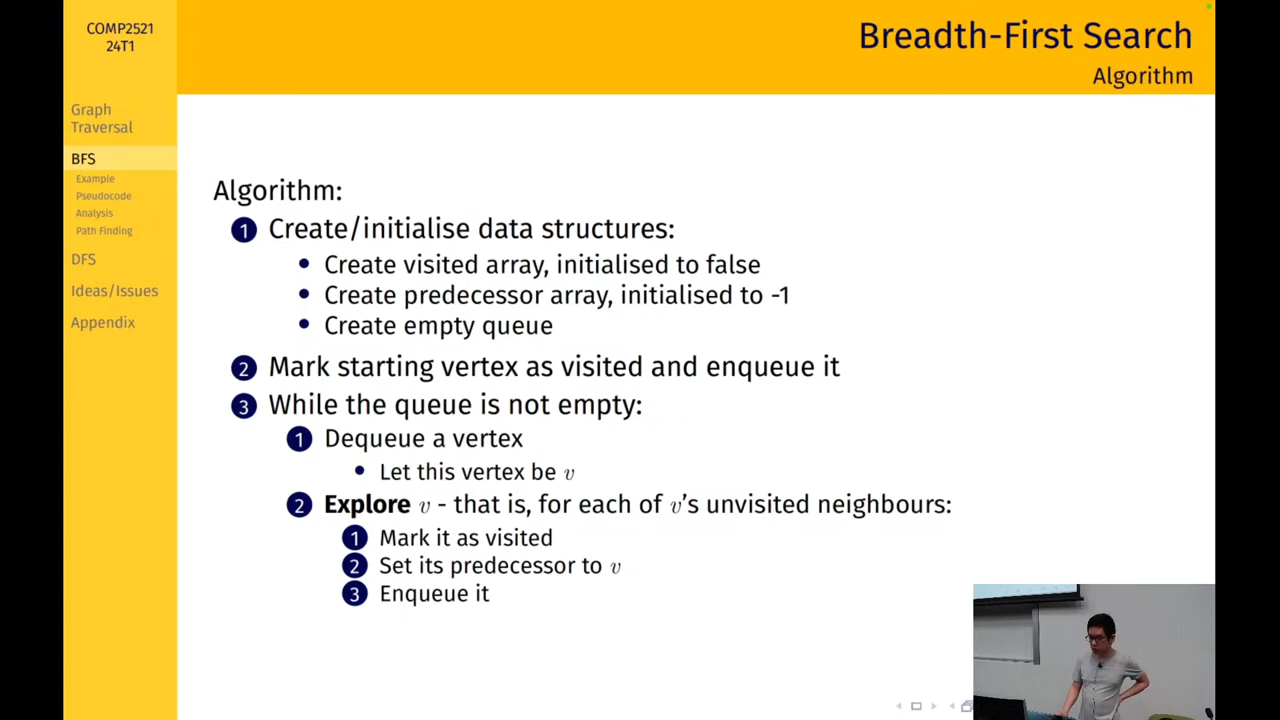 COMP2521
24T1
Graph
Traversal
BFS
Example
Pseudocode
Analysis
Path Finding
DFS
Ideas/Issues
Appendix
Breadth-First Search
Algorithm
Algorithm:
1 Create/initialise data structures:
• Create visited array, initialised to false
• Create predecessor array, initialised to -1
• Create empty queue
2 Mark starting vertex as visited and enqueue it
3 While the queue is not empty:
1 Dequeue a vertex
• Let this vertex be v
2 Explore v - that is, for each of v's unvisited neighbours:
1 Mark it as visited
2 Set its predecessor to v
3 Enqueue it